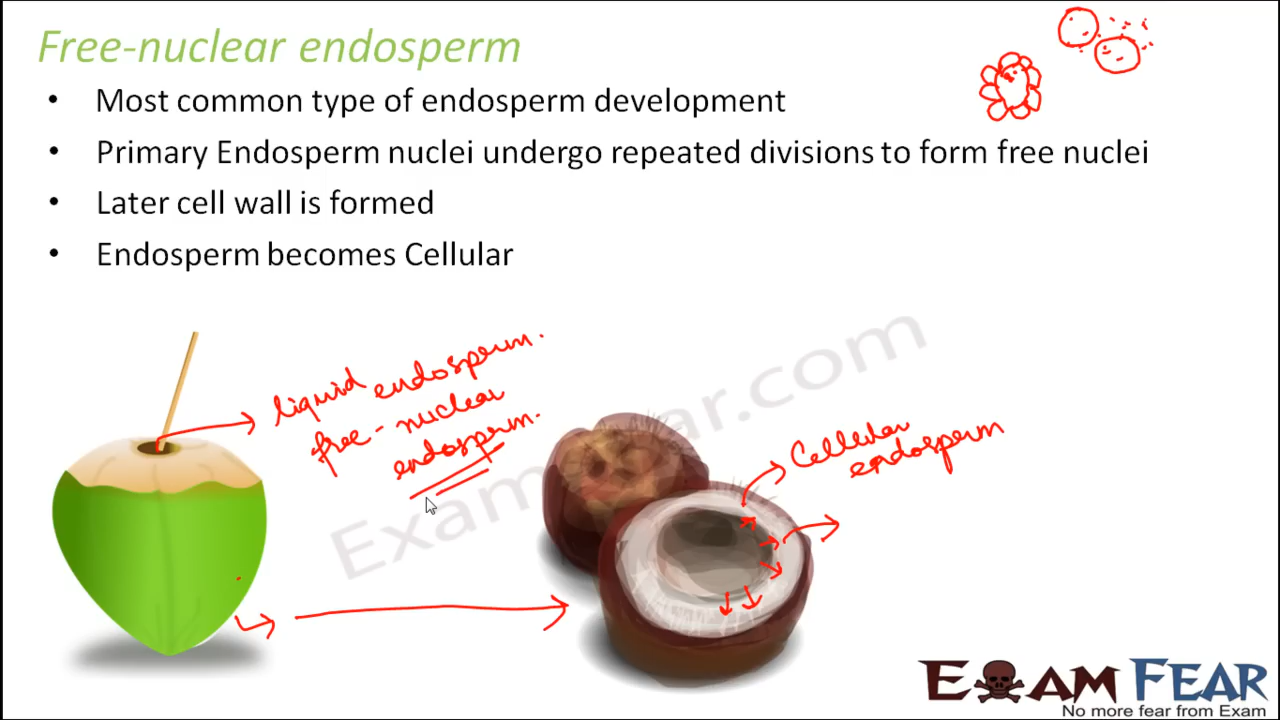 Free-nuclear endosperm
• Most common type of endosperm development
• Primary Endosperm nuclei undergo repeated divisions to form free nuclei
• Later cell wall is formed
• Endosperm becomes Cellular
liquid endosperm.
free-nuclear
endosperm.
Cellular
endosperm
ExamFear.com
EXAM FEAR
No more fear from Exam